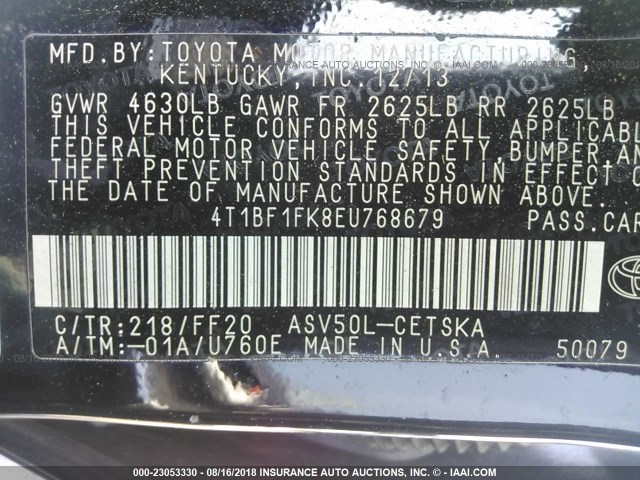 MFD. BY: TOYOTA MOTOR MANUFACTURING,
KENTUCKY, INC. 12/13
GVWR 4630LB GAWR FR 2625LB RR 2625LB
THIS VEHICLE CONFORMS TO ALL APPLICABL
FEDERAL MOTOR VEHICLE SAFETY, BUMPER, AN
THEFT PREVENTION STANDARDS IN EFFECT O
THE DATE OF MANUFACTURE SHOWN ABOVE.
4T1BF1FK8EU768679 PASS. CAR
C/TR: 218/FF20 ASV50L-CETSKA
A/TM: -01A/U760E MADE IN U.S.A. 50079
000-23053330 - 08/16/2018 INSURANCE AUTO AUCTIONS, INC. © - IAAI.COM